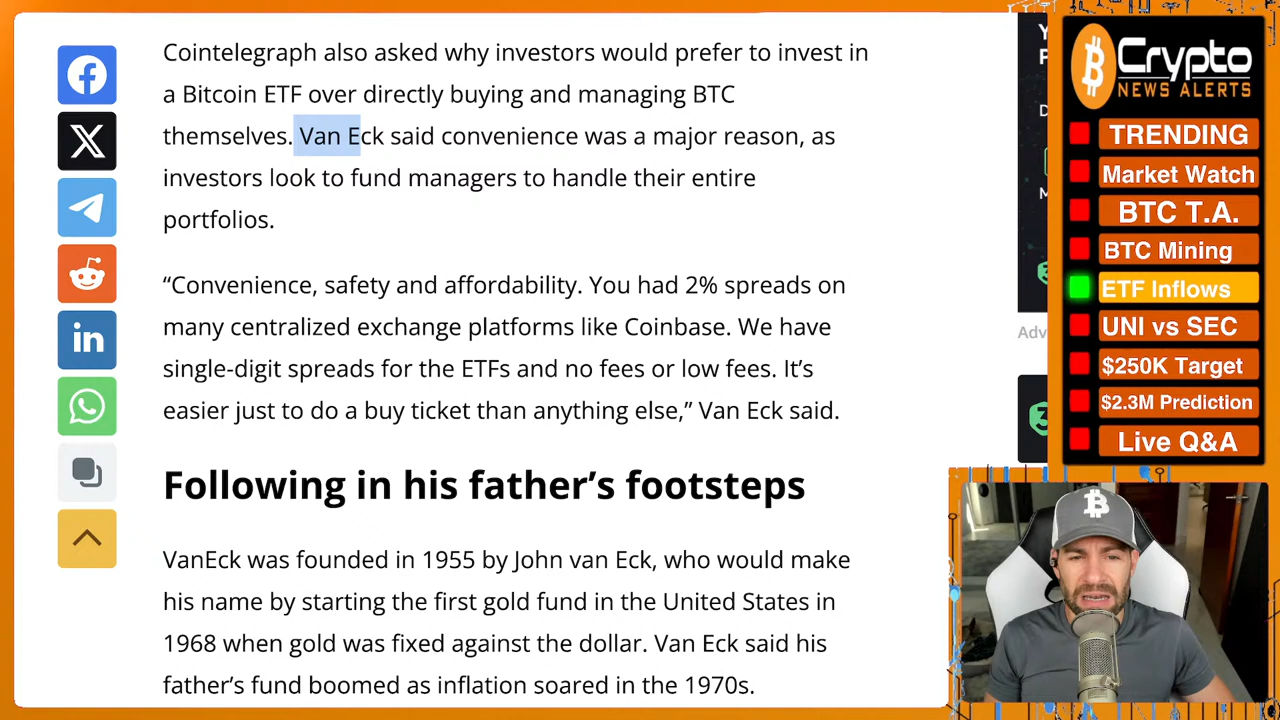 Cointelegraph also asked why investors would prefer to invest in
a Bitcoin ETF over directly buying and managing BTC
themselves. Van Eck said convenience was a major reason, as
investors look to fund managers to handle their entire
portfolios.
“Convenience, safety and affordability. You had 2% spreads on
many centralized exchange platforms like Coinbase. We have
single-digit spreads for the ETFs and no fees or low fees. It’s
easier just to do a buy ticket than anything else,” Van Eck said.
Following in his father’s footsteps
VanEck was founded in 1955 by John van Eck, who would make
his name by starting the first gold fund in the United States in
1968 when gold was fixed against the dollar. Van Eck said his
father’s fund boomed as inflation soared in the 1970s.
Adv
Crypto
NEWS ALERTS
TRENDING
Market Watch
BTC T.A.
BTC Mining
ETF Inflows
UNI vs SEC
$250K Target
$2.3M Prediction
Live Q&A